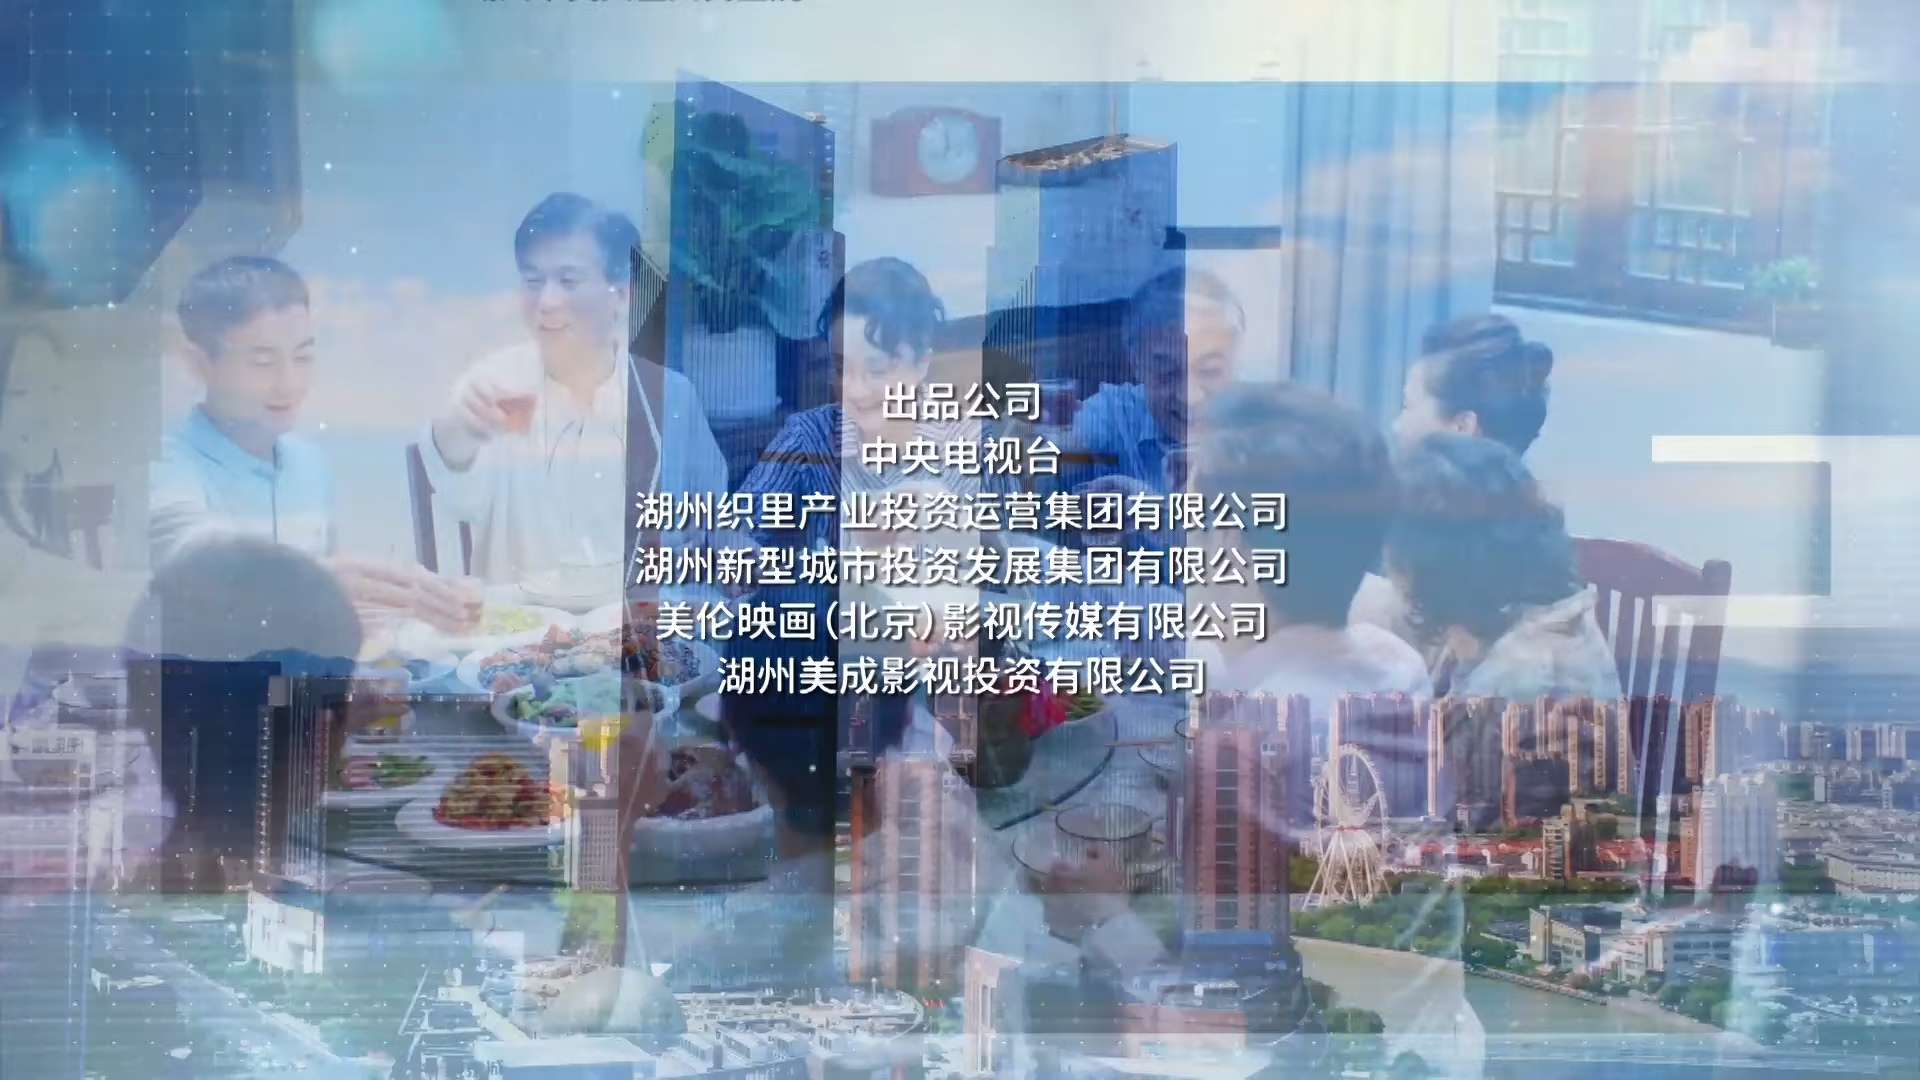 出品公司
中央电视台
湖州织里产业投资运营集团有限公司
湖州新型城市投资发展集团有限公司
美伦映画(北京)影视传媒有限公司
湖州美成影视投资有限公司